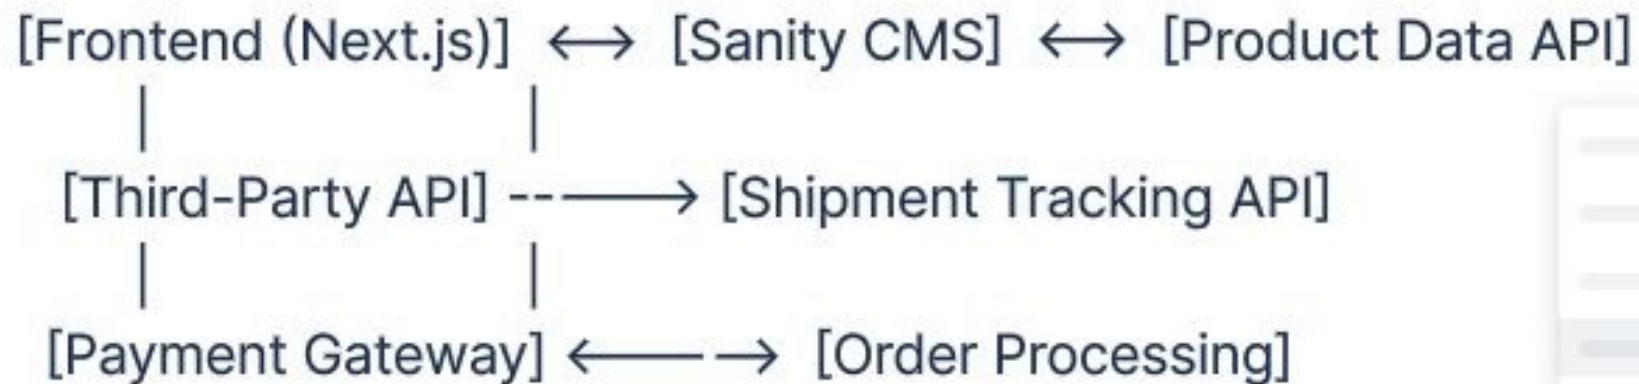 [Frontend (Next.js)] ⟷ [Sanity CMS] ⟷ [Product Data API]
| |
[Third-Party API] --⟶ [Shipment Tracking API]
| |
[Payment Gateway] ⟵–→ [Order Processing]